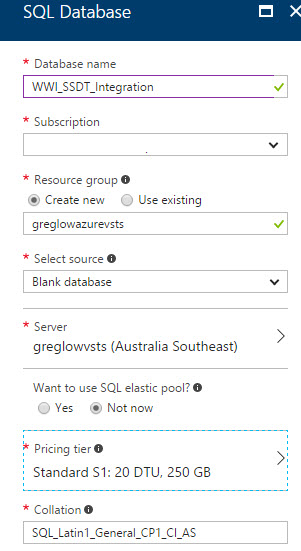 SQL Database
* Database name
WWI_SSDT_Integration
* Subscription
* Resource group
Create new Use existing
greglowazurevsts
* Select source
Blank database
* Server
greglowvsts (Australia Southeast)
Want to use SQL elastic pool?
Yes Not now
* Pricing tier
Standard S1: 20 DTU, 250 GB
* Collation
SQL_Latin1_General_CP1_CI_AS